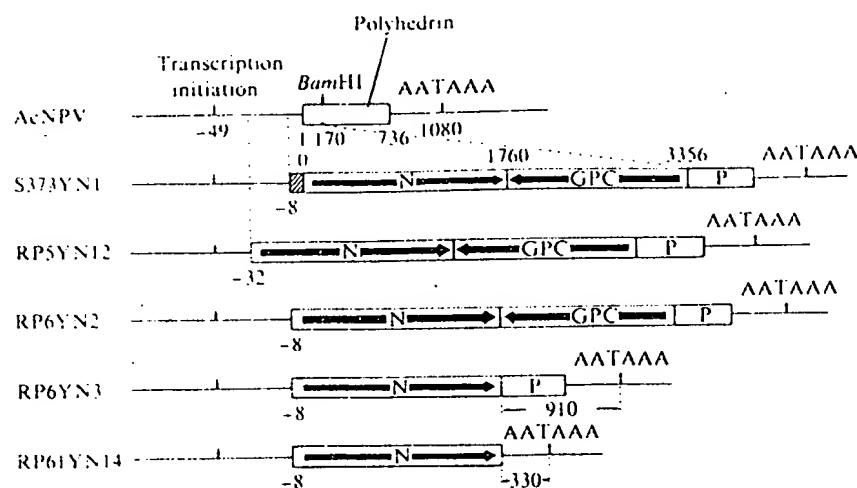 Polyhedrin
Transcription initiation
BamHI
AATAAA
AcNPV
-49
1 170 736 1080
0 1760 3356
AATAAA
S373YN1
N GPC P
-8
AATAAA
RP5YN12
N GPC P
-32
AATAAA
RP6YN2
N GPC P
-8
AATAAA
RP6YN3
N P
-8
910
AATAAA
RP61YN14
N
-8
330